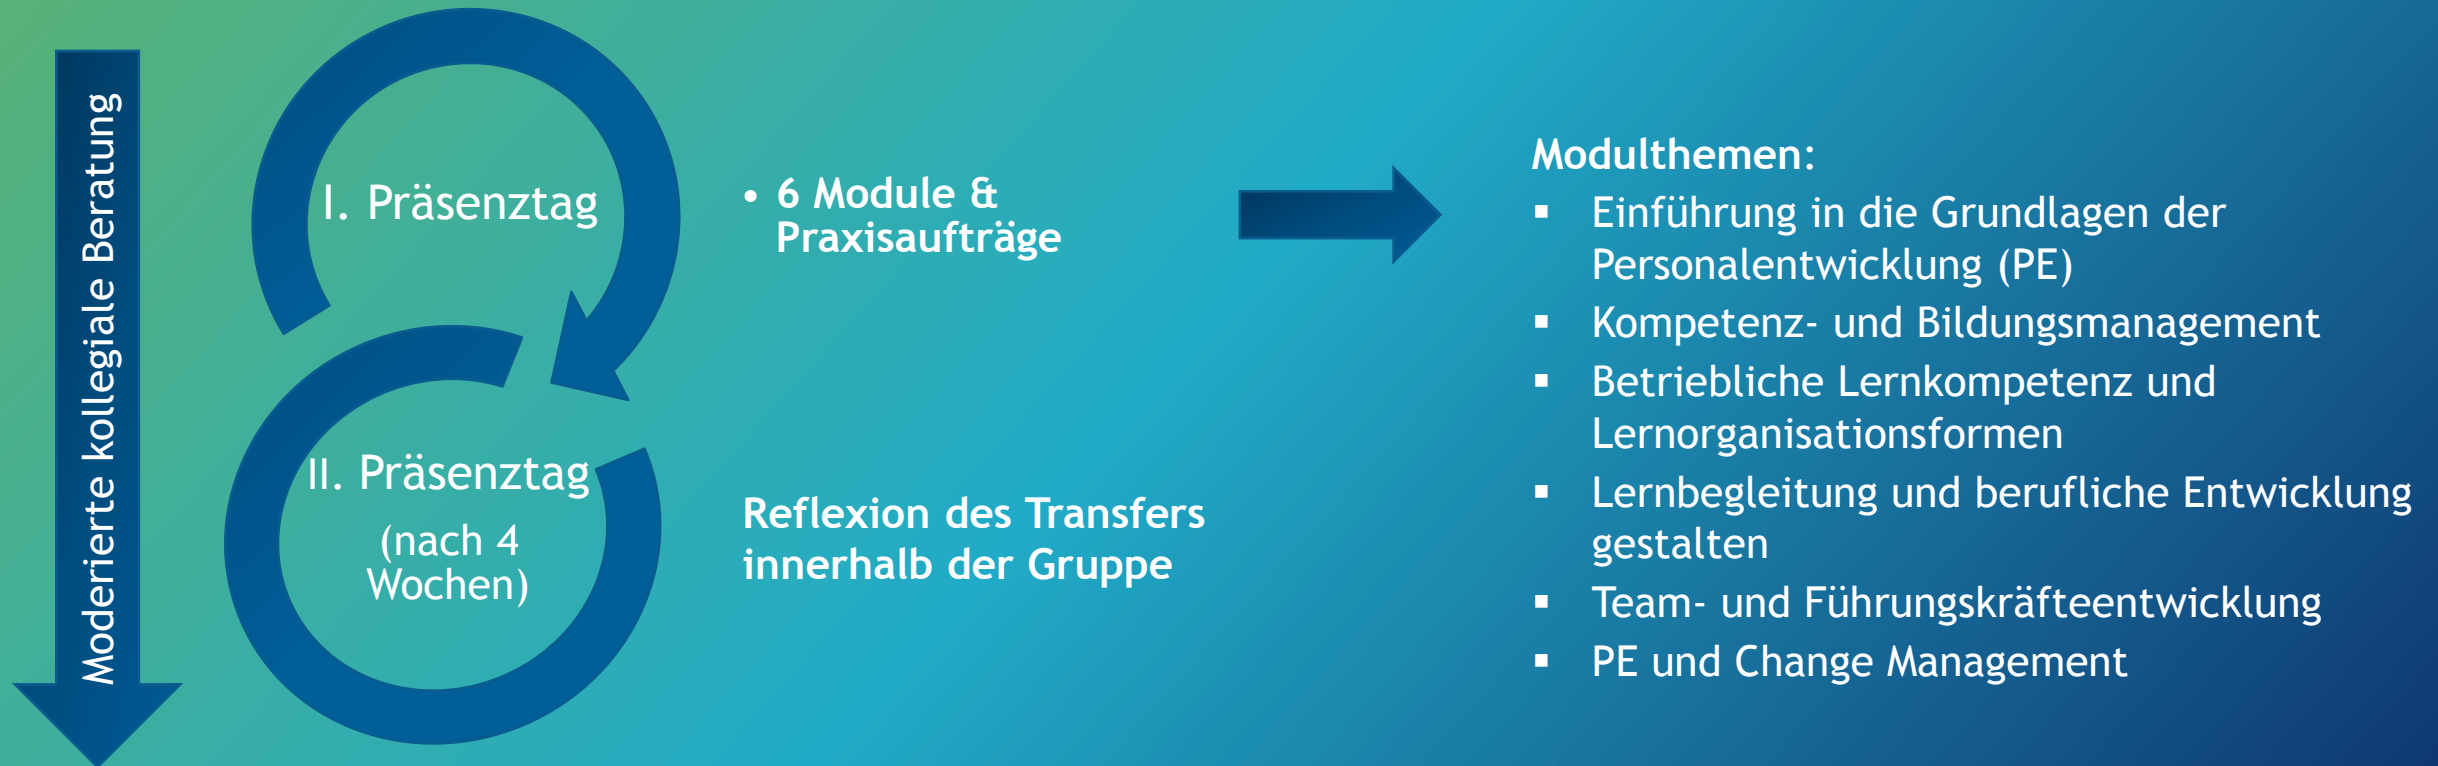 Moderierte kollegiale Beratung
I. Präsenztag
• 6 Module &
Praxisaufträge
II. Präsenztag
(nach 4
Wochen)
Reflexion des Transfers
innerhalb der Gruppe
Modulthemen:
▪ Einführung in die Grundlagen der
Personalentwicklung (PE)
▪ Kompetenz- und Bildungsmanagement
▪ Betriebliche Lernkompetenz und
Lernorganisationsformen
▪ Lernbegleitung und berufliche Entwicklung
gestalten
▪ Team- und Führungskräfteentwicklung
▪ PE und Change Management